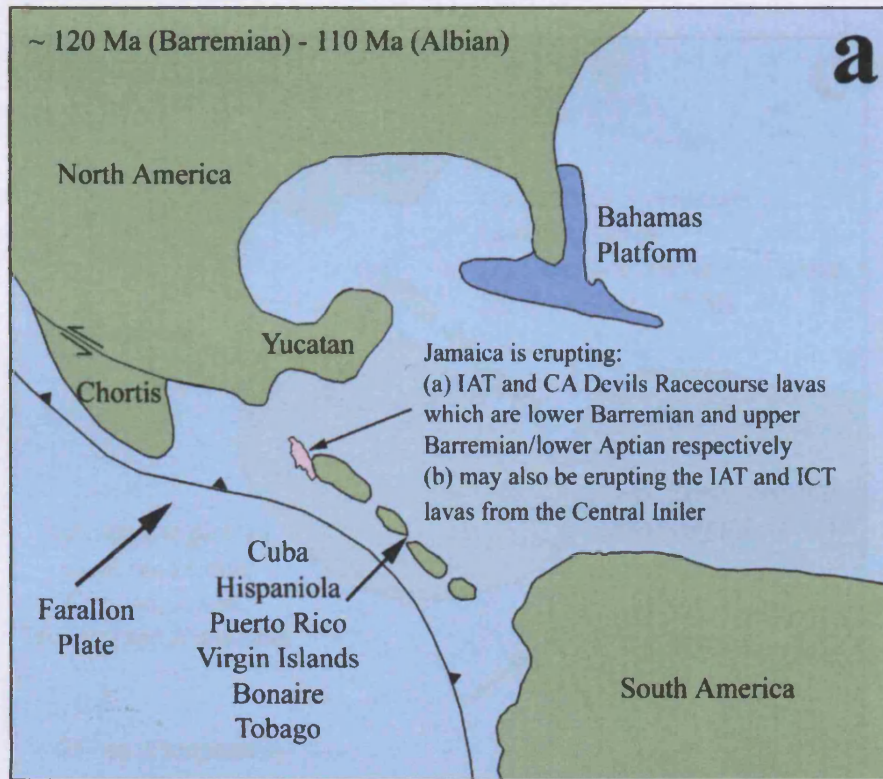 ~ 120 Ma (Barremian) - 110 Ma (Albian)
a
North America
Bahamas
Platform
Yucatan
Chortis
Jamaica is erupting:
(a) IAT and CA Devils Racecourse lavas
which are lower Barremian and upper
Barremian/lower Aptian respectively
(b) may also be erupting the IAT and ICT
lavas from the Central Iniler
Farallon
Plate
Cuba
Hispaniola
Puerto Rico
Virgin Islands
Bonaire
Tobago
South America